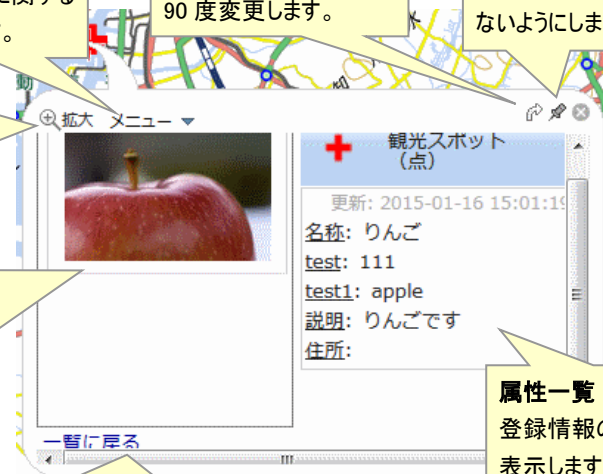 に関する
。
90 度変更します。
ないようにしま
拡大 メニュー
観光スポット
（点）
更新: 2015-01-16 15:01:19
名称: りんご
test: 111
test1: apple
説明: りんごです
住所:
一覧に戻る
属性一覧
登録情報の
表示します